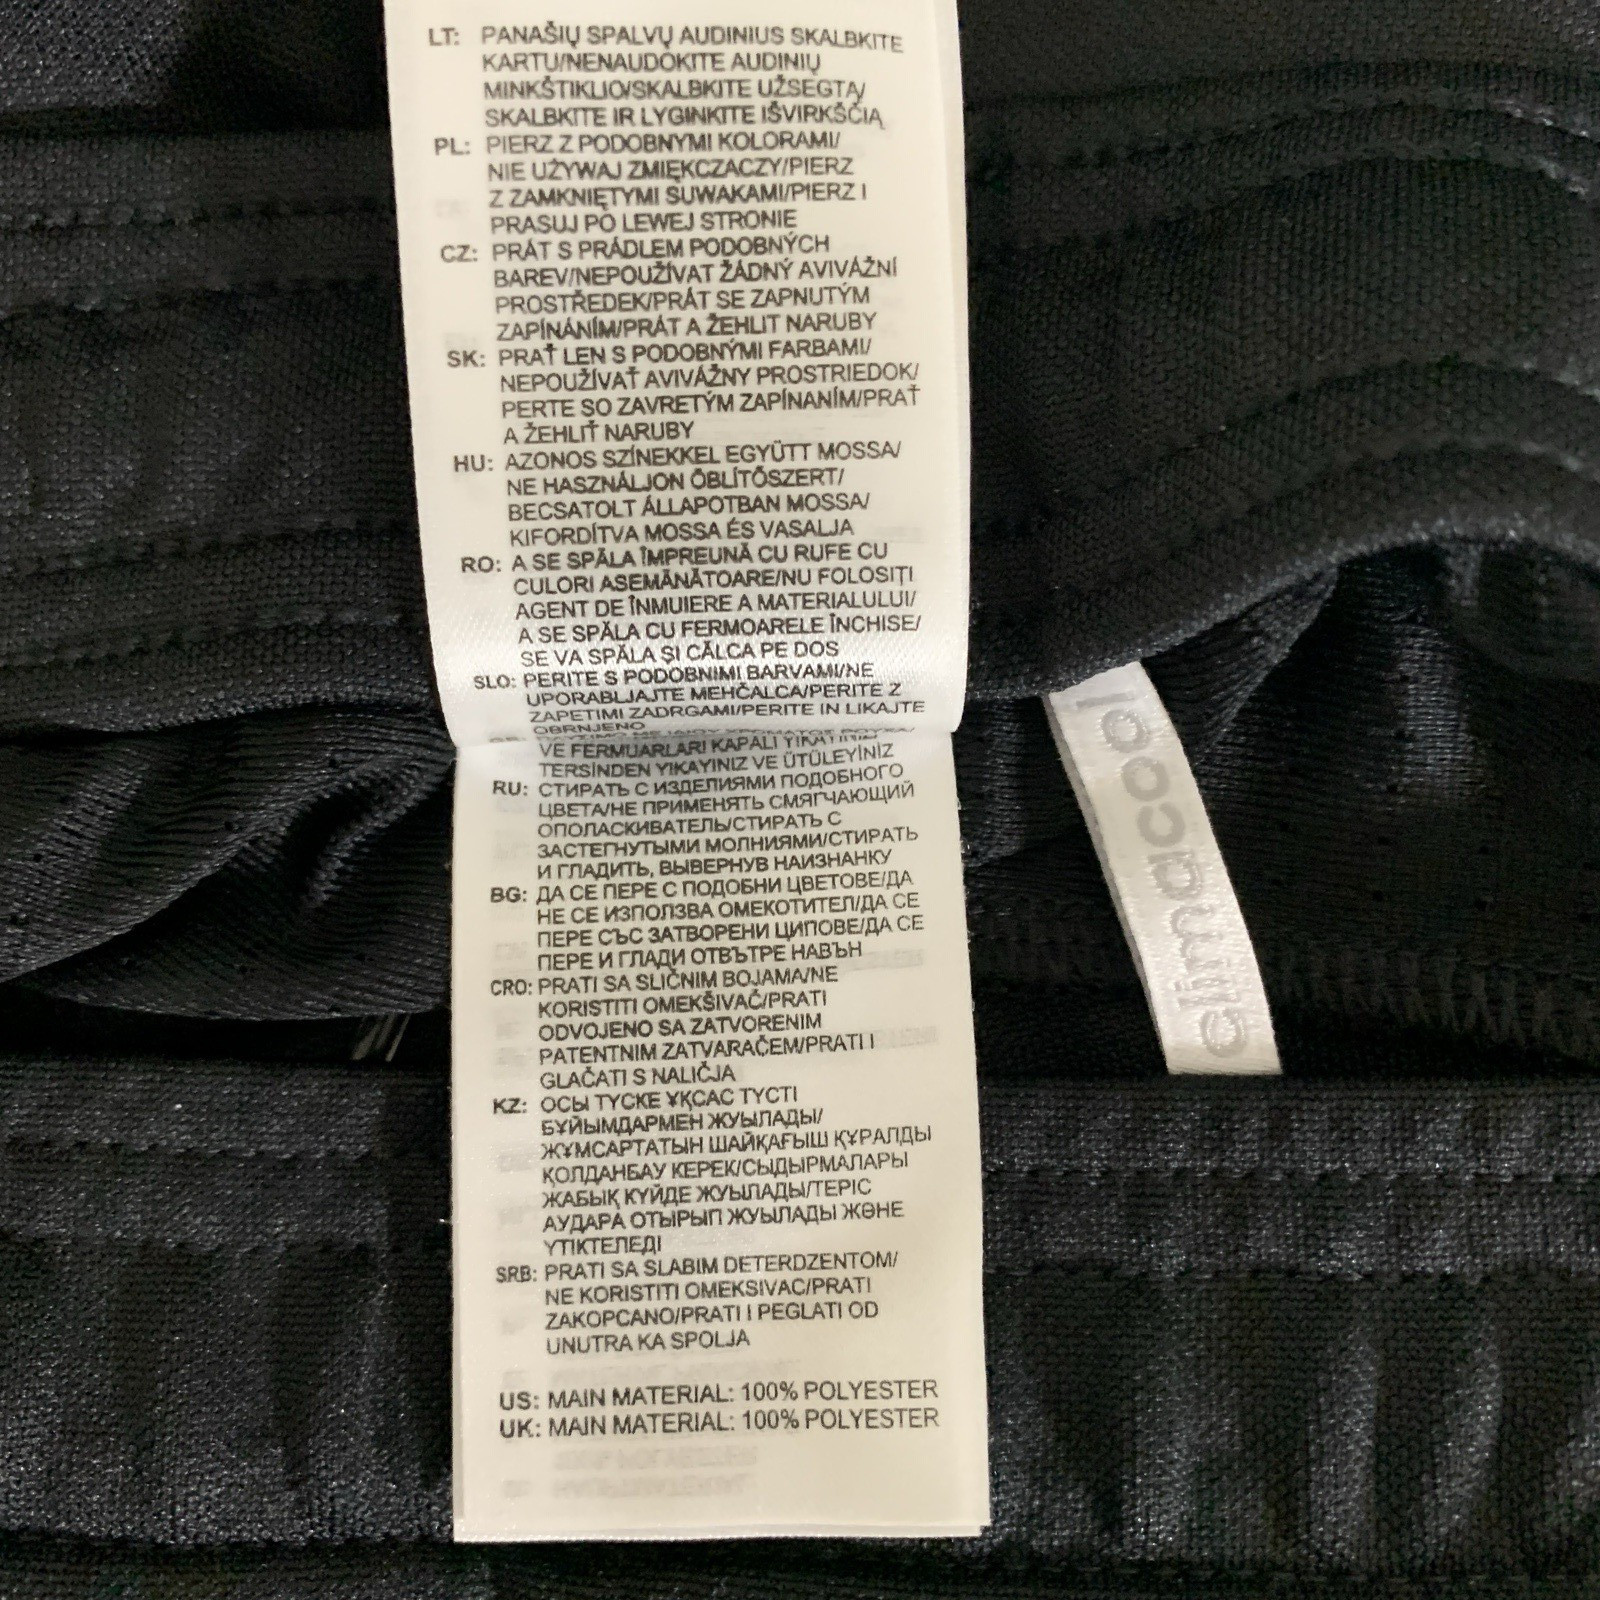 LT: PANAŠIŲ SPALVŲ AUDINIUS SKALBKITE
KARTU/NENAUDOKITE AUDINIŲ
MINKŠTIKLIO/SKALBKITE UŽSEGTĄ/
SKALBKITE IR LYGINKITE IŠVIRKŠČIĄ
PL: PIERZ Z PODOBNYMI KOLORAMI/
NIE UŻYWAJ ZMIĘKCZACZY/PIERZ
Z ZAMKNIĘTYMI SUWAKAMI/PIERZ I
PRASUJ PO LEWEJ STRONIE
CZ: PRÁT S PRÁDLEM PODOBNÝCH
BAREV/NEPOUŽÍVAT ŽÁDNÝ AVIVÁŽNÍ
PROSTŘEDEK/PRÁT SE ZAPNUTÝM
ZAPÍNÁNÍM/PRÁT A ŽEHLIT NARUBY
SK: PRAŤ LEN S PODOBNÝMI FARBAMI/
NEPOUŽÍVAŤ AVIVÁŽNY PROSTRIEDOK/
PERTE SO ZAVRETÝM ZAPÍNANÍM/PRAŤ
A ŽEHLIŤ NARUBY
HU: AZONOS SZÍNEKKEL EGYÜTT MOSSA/
NE HASZNÁLJON ÖBLÍTŐSZERT/
BECSATOLT ÁLLAPOTBAN MOSSA/
KIFORDÍTVA MOSSA ÉS VASALJA
RO: A SE SPĂLA ÎMPREUNĂ CU RUFE CU
CULORI ASEMĂNĂTOARE/NU FOLOSIȚI
AGENT DE ÎNMUIERE A MATERIALULUI/
A SE SPĂLA CU FERMOARELE ÎNCHISE/
SE VA SPĂLA ȘI CĂLCA PE DOS
SLO: PERITE S PODOBNIMI BARVAMI/NE
UPORABLJAJTE MEHČALCA/PERITE Z
ZAPETIMI ZADRGAMI/PERITE IN LIKAJTE
OBRNJENO
VE FERMUARLARI KAPALI YIKAYINIZ/
TERSİNDEN YIKAYINIZ VE ÜTÜLEYİNİZ
RU: СТИРАТЬ С ИЗДЕЛИЯМИ ПОДОБНОГО
ЦВЕТА/НЕ ПРИМЕНЯТЬ СМЯГЧАЮЩИЙ
ОПОЛАСКИВАТЕЛЬ/СТИРАТЬ С
ЗАСТЕГНУТЫМИ МОЛНИЯМИ/СТИРАТЬ
И ГЛАДИТЬ, ВЫВЕРНУВ НАИЗНАНКУ
BG: ДА СЕ ПЕРЕ С ПОДОБНИ ЦВЕТОВЕ/ДА
НЕ СЕ ИЗПОЛЗВА ОМЕКОТИТЕЛ/ДА СЕ
ПЕРЕ СЪС ЗАТВОРЕНИ ЦИПОВЕ/ДА СЕ
ПЕРЕ И ГЛАДИ ОТВЪТРЕ НАВЪН
CRO: PRATI SA SLIČNIM BOJAMA/NE
KORISTITI OMEKŠIVAČ/PRATI
ODVOJENO SA ZATVORENIM
PATENTNIM ZATVARAČEM/PRATI I
GLAČATI S NALIČJA
KZ: ОСЫ ТҮСКЕ ҰҚСАС ТҮСТІ
БҰЙЫМДАРМЕН ЖУЫЛАДЫ/
ЖҰМСАРТАТЫН ШАЙҚАҒЫШ ҚҰРАЛДЫ
ҚОЛДАНБАУ КЕРЕК/СЫДЫРМАЛАРЫ
ЖАБЫҚ КҮЙДЕ ЖУЫЛАДЫ/ТЕРІС
АУДАРА ОТЫРЫП ЖУЫЛАДЫ ЖӘНЕ
ҮТІКТЕЛЕДІ
SRB: PRATI SA SLABIM DETERDZENTOM/
NE KORISTITI OMEKSIVAC/PRATI
ZAKOPCANO/PRATI I PEGLATI OD
UNUTRA KA SPOLJA
US: MAIN MATERIAL: 100% POLYESTER
UK: MAIN MATERIAL: 100% POLYESTER
climacool